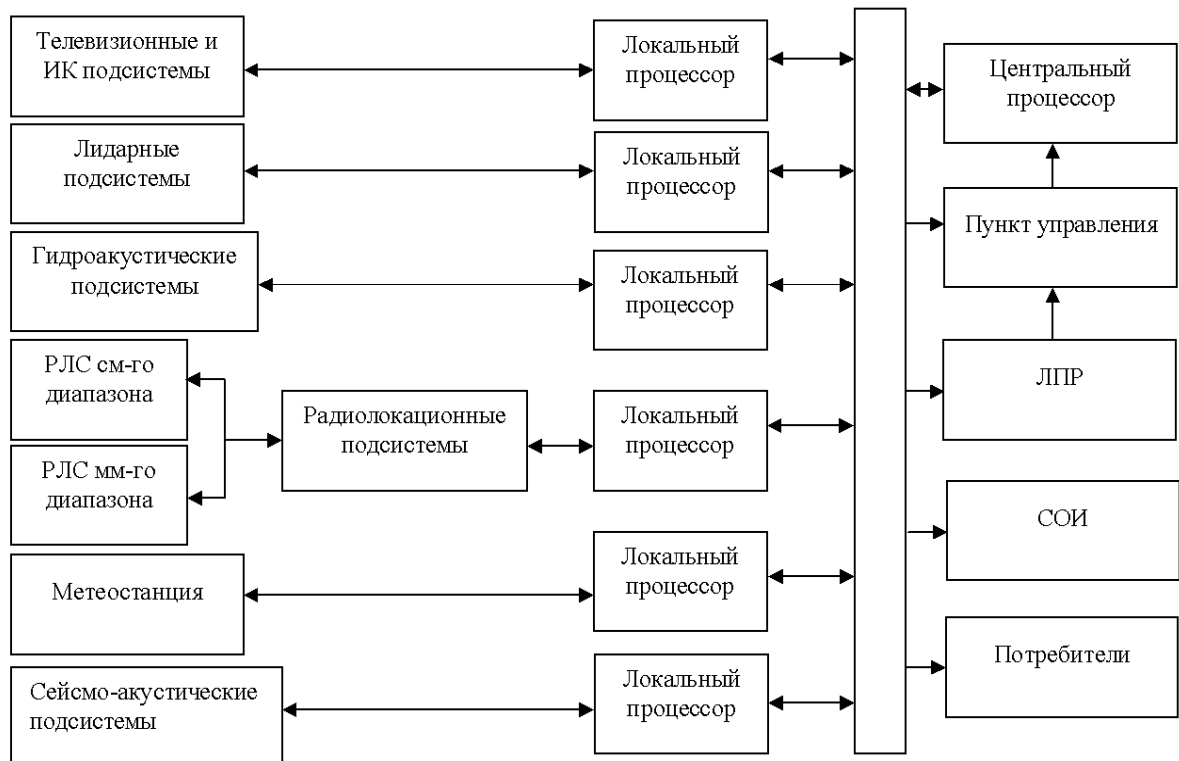 Телевизионные и
ИК подсистемы
Локальный
процессор
Центральный
процессор
Лидарные
подсистемы
Локальный
процессор
Пункт управления
Гидроакустические
подсистемы
Локальный
процессор
РЛС см-го
диапазона
Радиолокационные
подсистемы
Локальный
процессор
ЛПР
РЛС мм-го
диапазона
СОИ
Метеостанция
Локальный
процессор
Потребители
Сейсмо-акустические
подсистемы
Локальный
процессор